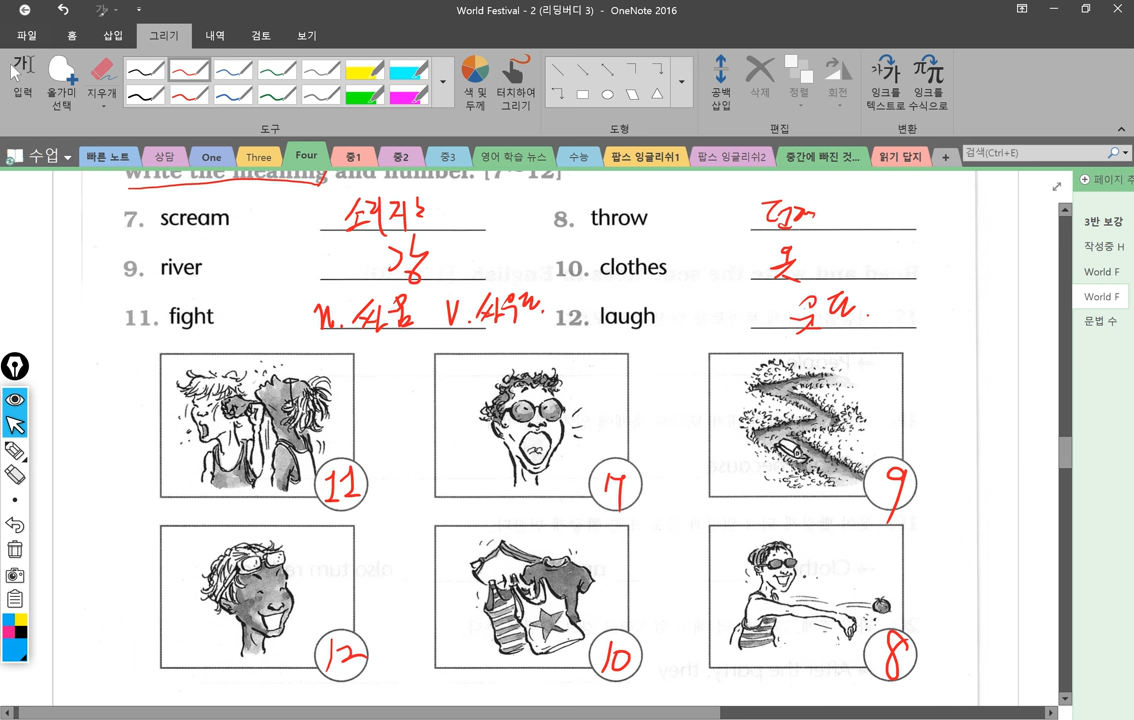 World Festival - 2 (리딩버디 3) - OneNote 2016
파일 홈 삽입 그리기 내역 검토 보기
입력 올가미 선택 지우개 색 및 두께 터치하여 그리기 공백 삽입 삭제 정렬 회전 잉크를 텍스트로 잉크를 수식으로
도구 도형 편집 변환
수업 빠른 노트 상담 One Three Four 중1 중2 중3 영어 학습 뉴스 수능 팝스 잉글리쉬1 팝스 잉글리쉬2 중간에 빠진 것... 읽기 답지 + 검색(Ctrl+E)
페이지 추
3반 보강
작성중 H
World F
World F
문법 수
write the meaning and number. [7~12]
7. scream 소리지르 8. throw 던지
9. river 강 10. clothes 옷
11. fight n. 싸움 V. 싸우다. 12. laugh 웃다.
11 7 9
12 10 8